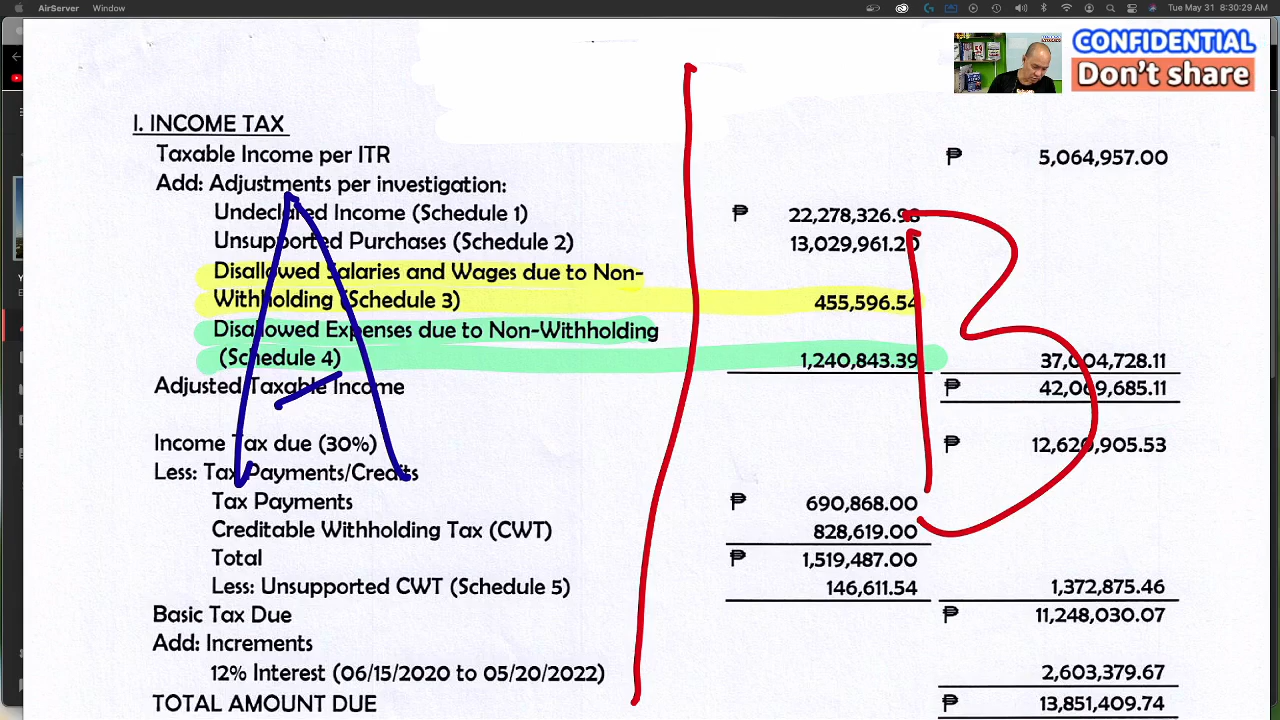 AirServer Window Tue May 31 8:30:29 AM
CONFIDENTIAL
Don't share
I. INCOME TAX
Taxable Income per ITR ₱ 5,064,957.00
Add: Adjustments per investigation:
Undeclared Income (Schedule 1) ₱ 22,278,326.98
Unsupported Purchases (Schedule 2) 13,029,961.20
Disallowed Salaries and Wages due to Non-
Withholding (Schedule 3) 455,596.54
Disallowed Expenses due to Non-Withholding
(Schedule 4) 1,240,843.39 37,004,728.11
Adjusted Taxable Income ₱ 42,069,685.11
Income Tax due (30%) ₱ 12,620,905.53
Less: Tax Payments/Credits
Tax Payments ₱ 690,868.00
Creditable Withholding Tax (CWT) 828,619.00
Total ₱ 1,519,487.00
Less: Unsupported CWT (Schedule 5) 146,611.54 1,372,875.46
Basic Tax Due ₱ 11,248,030.07
Add: Increments
12% Interest (06/15/2020 to 05/20/2022) 2,603,379.67
TOTAL AMOUNT DUE ₱ 13,851,409.74
A
B